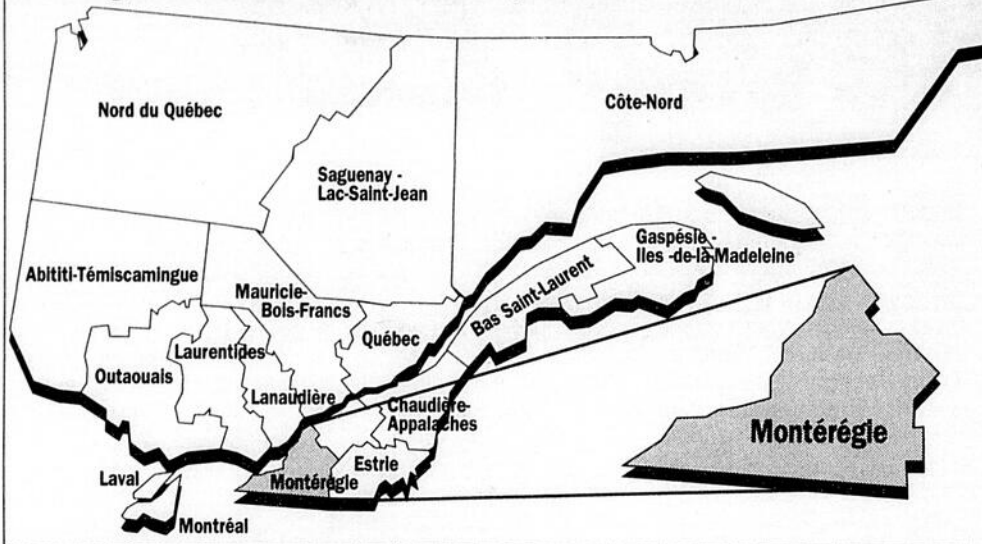 Nord du Québec
Côte-Nord
Saguenay -
Lac-Saint-Jean
Abititi-Témiscamingue
Mauricie-
Bois-Francs
Gaspésie -
Iles -de-là Madeleine
Bas Saint-Laurent
Québec
Laurentides
Outaouais
Lanaudière
Chaudière-
Appalaches
Montérégie
Estrie
Montérégie
Laval
Montréal